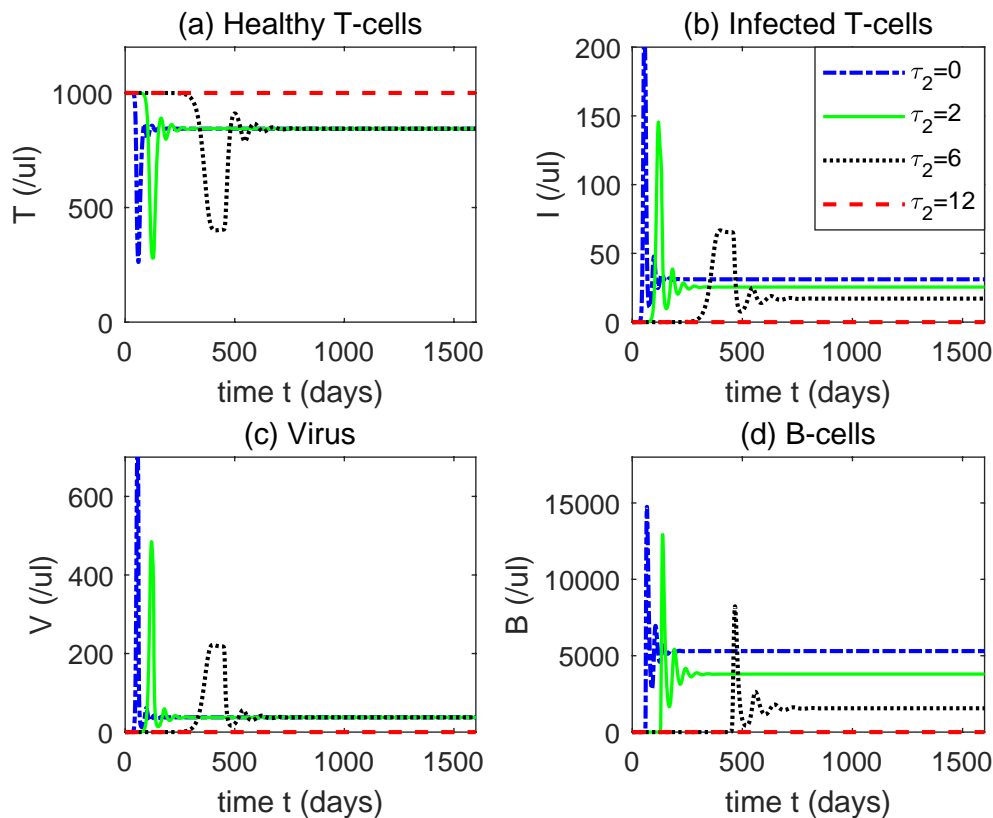 (a) Healthy T-cells
T (/ul)
1000
500
0
0 500 1000 1500
time t (days)
(b) Infected T-cells
I (/ul)
200
150
100
50
0
0 500 1000 1500
time t (days)
τ2=0
τ2=2
τ2=6
τ2=12
(c) Virus
V (/ul)
600
400
200
0
0 500 1000 1500
time t (days)
(d) B-cells
B (/ul)
15000
10000
5000
0
0 500 1000 1500
time t (days)